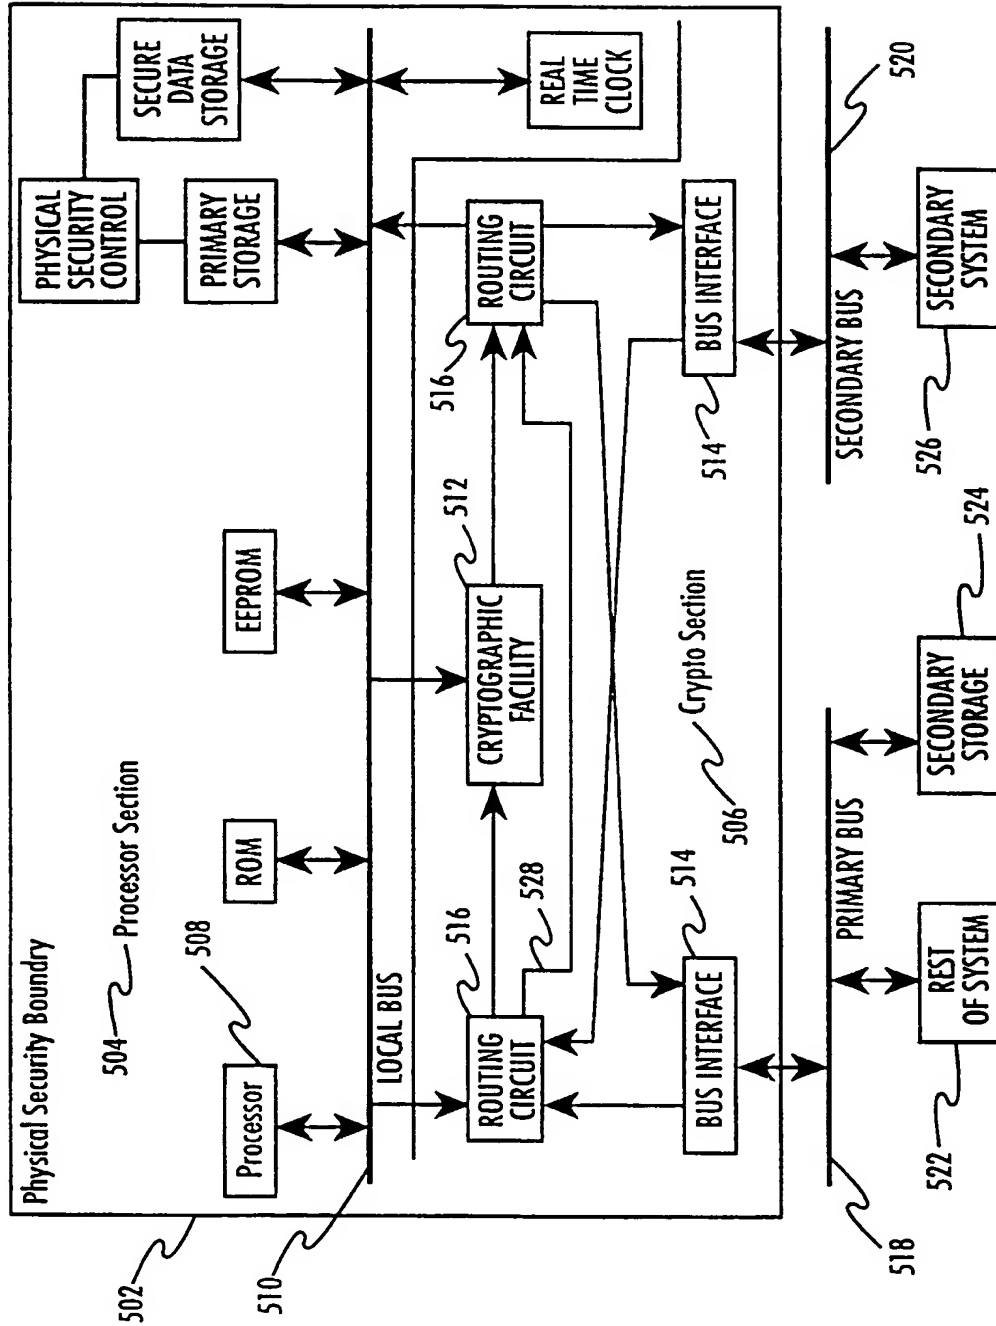 Physical Security Boundry
502
504
Processor Section
508
Processor
ROM
EEPROM
PHYSICAL
SECURITY
CONTROL
SECURE
DATA
STORAGE
PRIMARY
STORAGE
510
LOCAL BUS
REAL
TIME
CLOCK
516
ROUTING
CIRCUIT
528
512
CRYPTOGRAPHIC
FACILITY
516
ROUTING
CIRCUIT
514
BUS INTERFACE
506
Crypto Section
514
BUS INTERFACE
518
PRIMARY BUS
SECONDARY BUS
520
522
REST
OF SYSTEM
524
SECONDARY
STORAGE
526
SECONDARY
SYSTEM